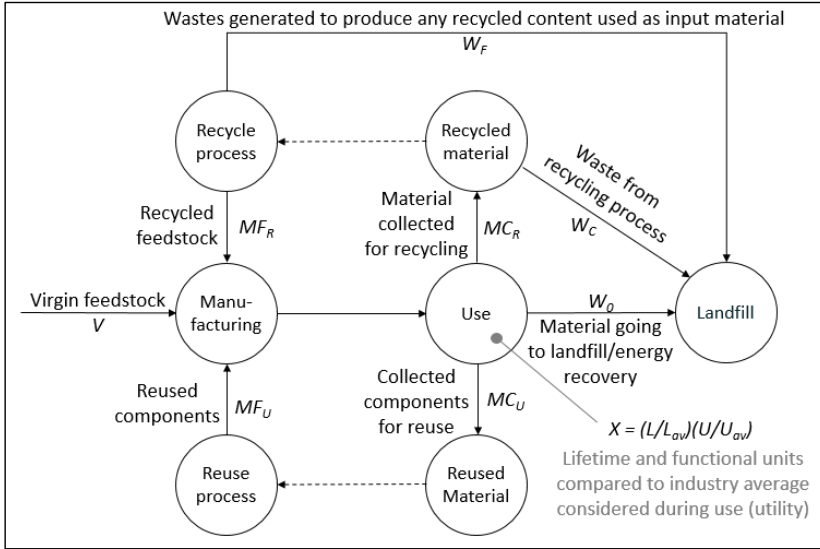 Wastes generated to produce any recycled content used as input material
W_F
Recycle
process
Recycled
material
Waste from
recycling process
W_C
Recycled
feedstock
MF_R
Material
collected
for recycling
MC_R
Virgin feedstock
V
Manu-
facturing
Use
W_0
Material going
to landfill/energy
recovery
Landfill
Reused
components
MF_U
Collected
components
for reuse
MC_U
X = (L/L_av)(U/U_av)
Lifetime and functional units
compared to industry average
considered during use (utility)
Reuse
process
Reused
Material